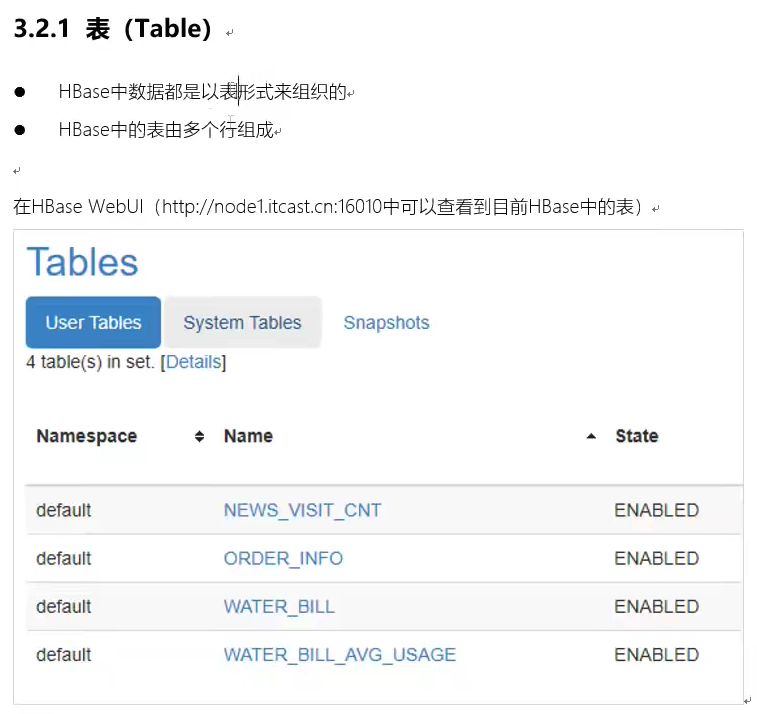 3.2.1 表（Table）
● HBase中数据都是以表形式来组织的
● HBase中的表由多个行组成
在HBase WebUI（http://node1.itcast.cn:16010中可以查看到目前HBase中的表）
Tables
User Tables System Tables Snapshots
4 table(s) in set. [Details]
Namespace Name State
default NEWS_VISIT_CNT ENABLED
default ORDER_INFO ENABLED
default WATER_BILL ENABLED
default WATER_BILL_AVG_USAGE ENABLED